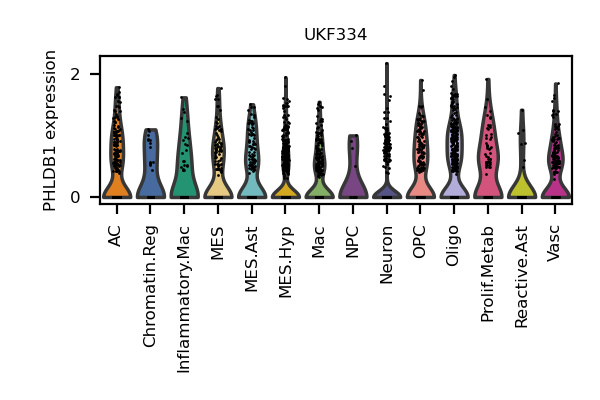 UKF334
PHLDB1 expression
2
0
AC
Chromatin.Reg
Inflammatory.Mac
MES
MES.Ast
MES.Hyp
Mac
NPC
Neuron
OPC
Oligo
Prolif.Metab
Reactive.Ast
Vasc